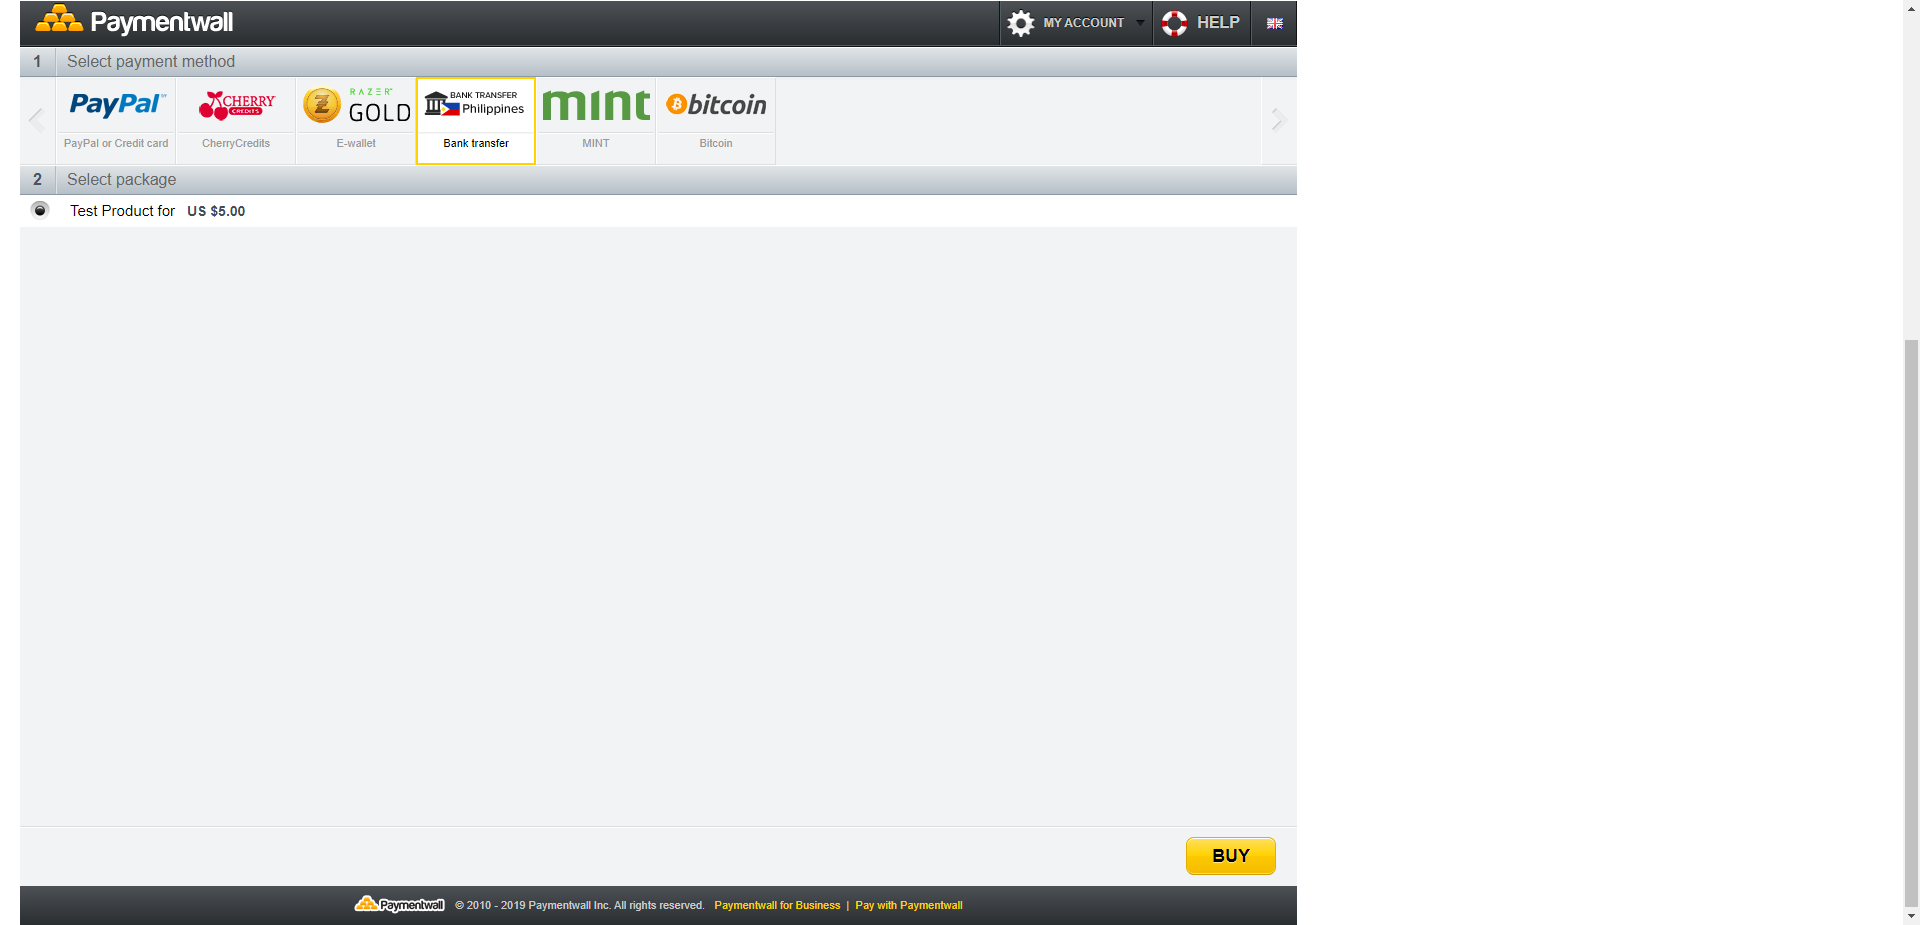 Paymentwall
MY ACCOUNT
HELP
1 Select payment method
PayPal
CHERRY
CREDITS
RAZER
GOLD
BANK TRANSFER
Philippines
mint
bitcoin
PayPal or Credit card
CherryCredits
E-wallet
Bank transfer
MINT
Bitcoin
2 Select package
Test Product for US $5.00
BUY
Paymentwall © 2010 - 2019 Paymentwall Inc. All rights reserved. Paymentwall for Business | Pay with Paymentwall